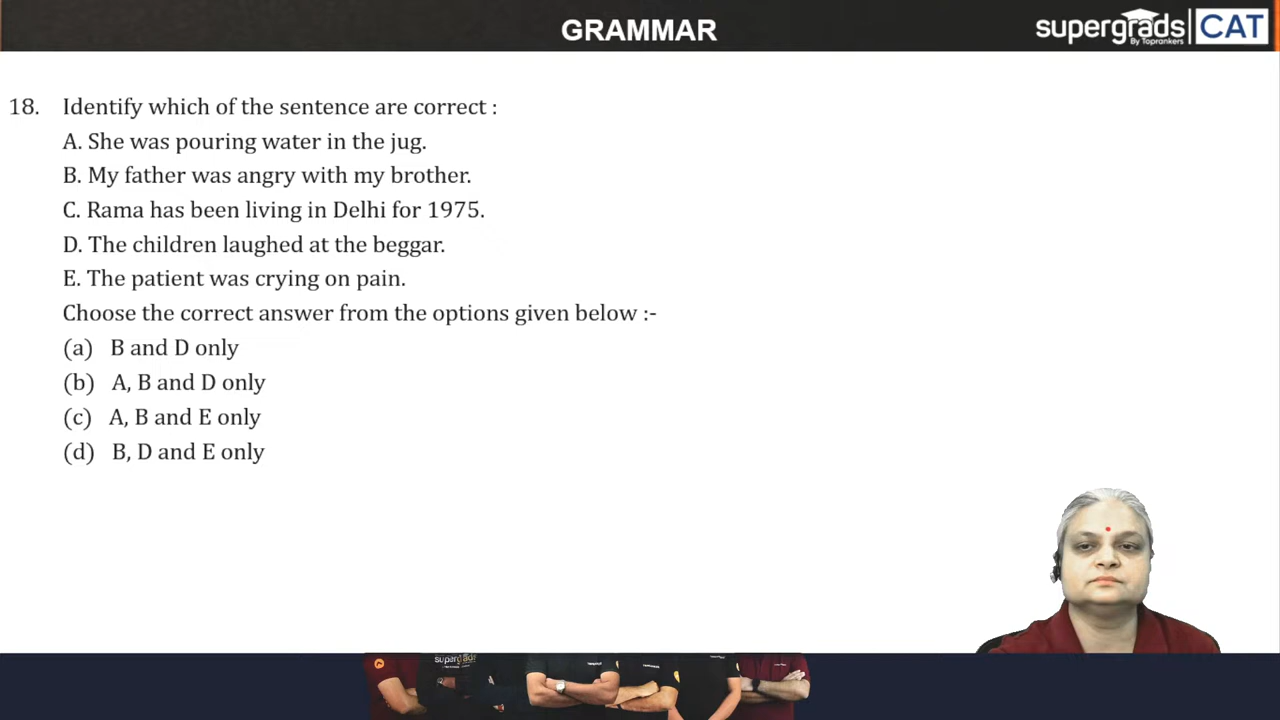 GRAMMAR
supergrads
By Toprankers
CAT
18. Identify which of the sentence are correct :
A. She was pouring water in the jug.
B. My father was angry with my brother.
C. Rama has been living in Delhi for 1975.
D. The children laughed at the beggar.
E. The patient was crying on pain.
Choose the correct answer from the options given below :-
(a) B and D only
(b) A, B and D only
(c) A, B and E only
(d) B, D and E only
supergrads